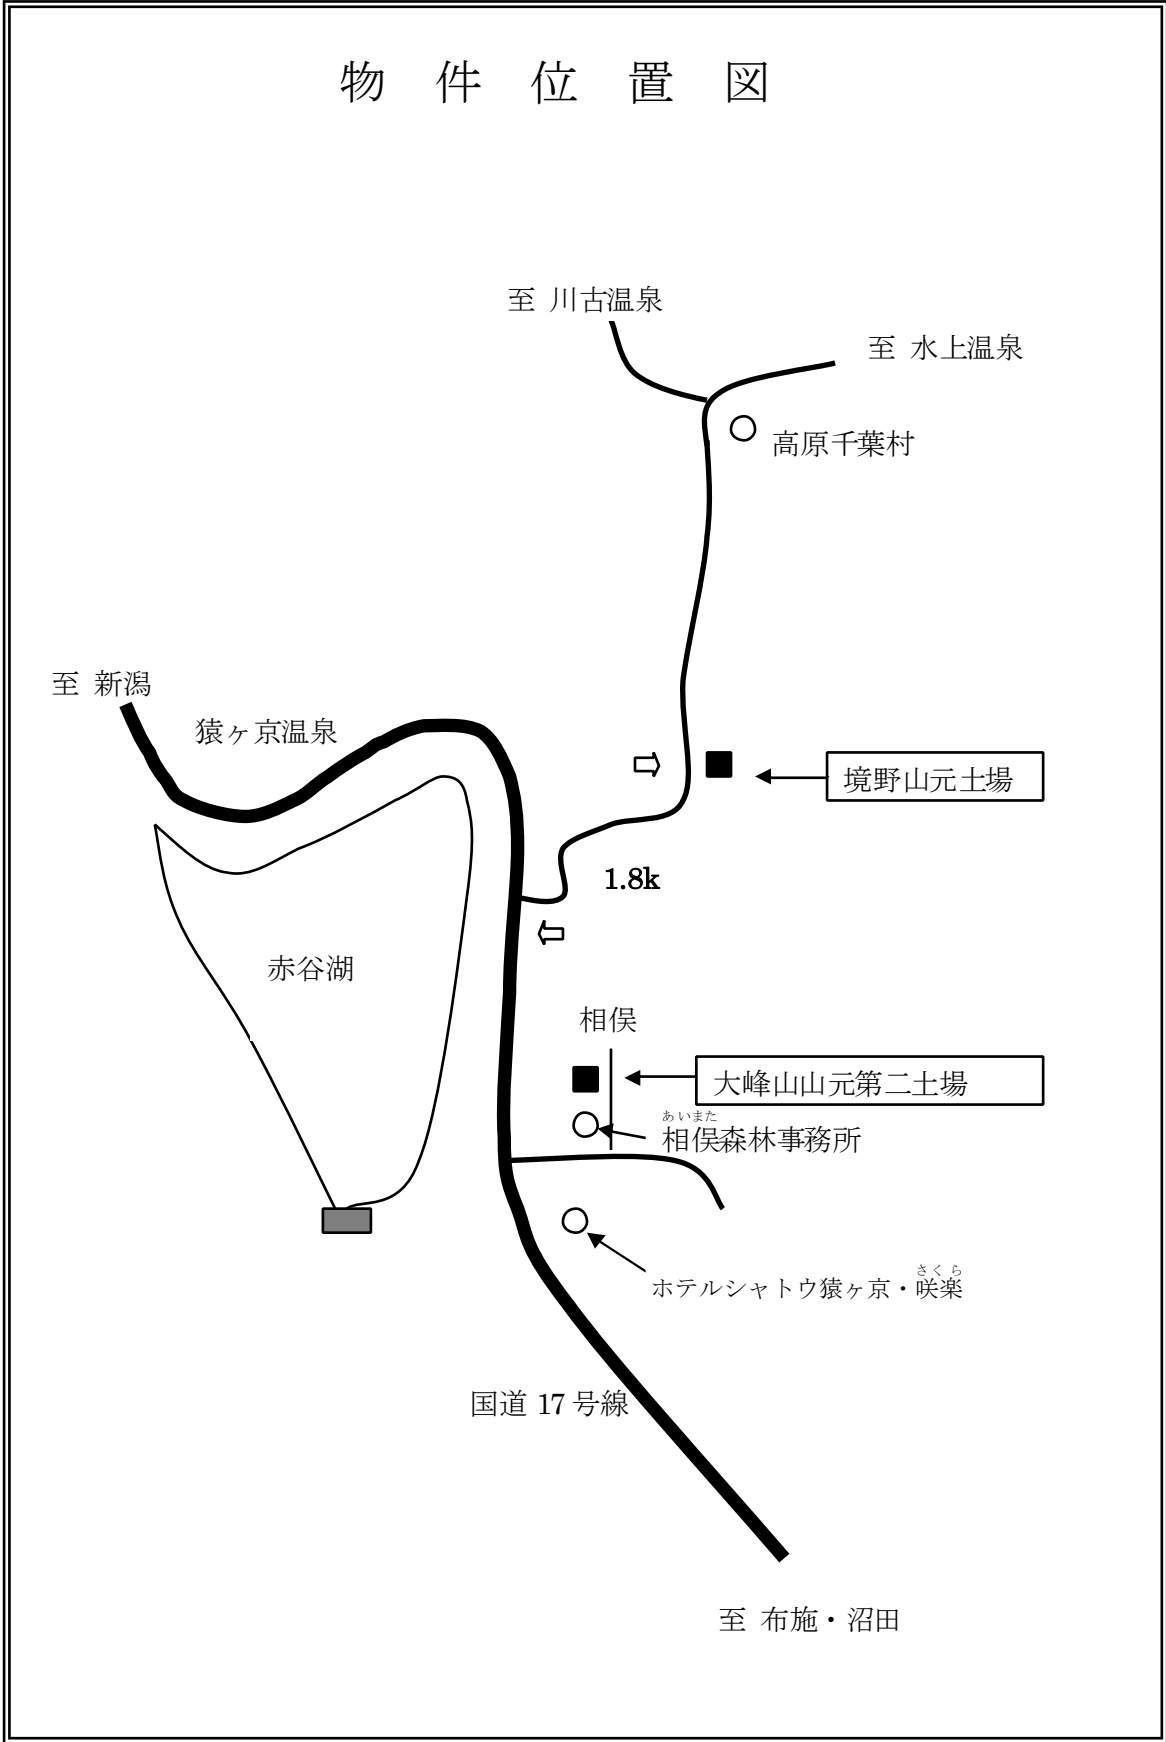 物 件 位 置 図
至 川古温泉
至 水上温泉
高原千葉村
至 新潟
猿ヶ京温泉
境野山元土場
1.8k
赤谷湖
相俣
大峰山山元第二土場
あいまた
相俣森林事務所
さくら
ホテルシャトウ猿ヶ京・咲楽
国道 17 号線
至 布施・沼田